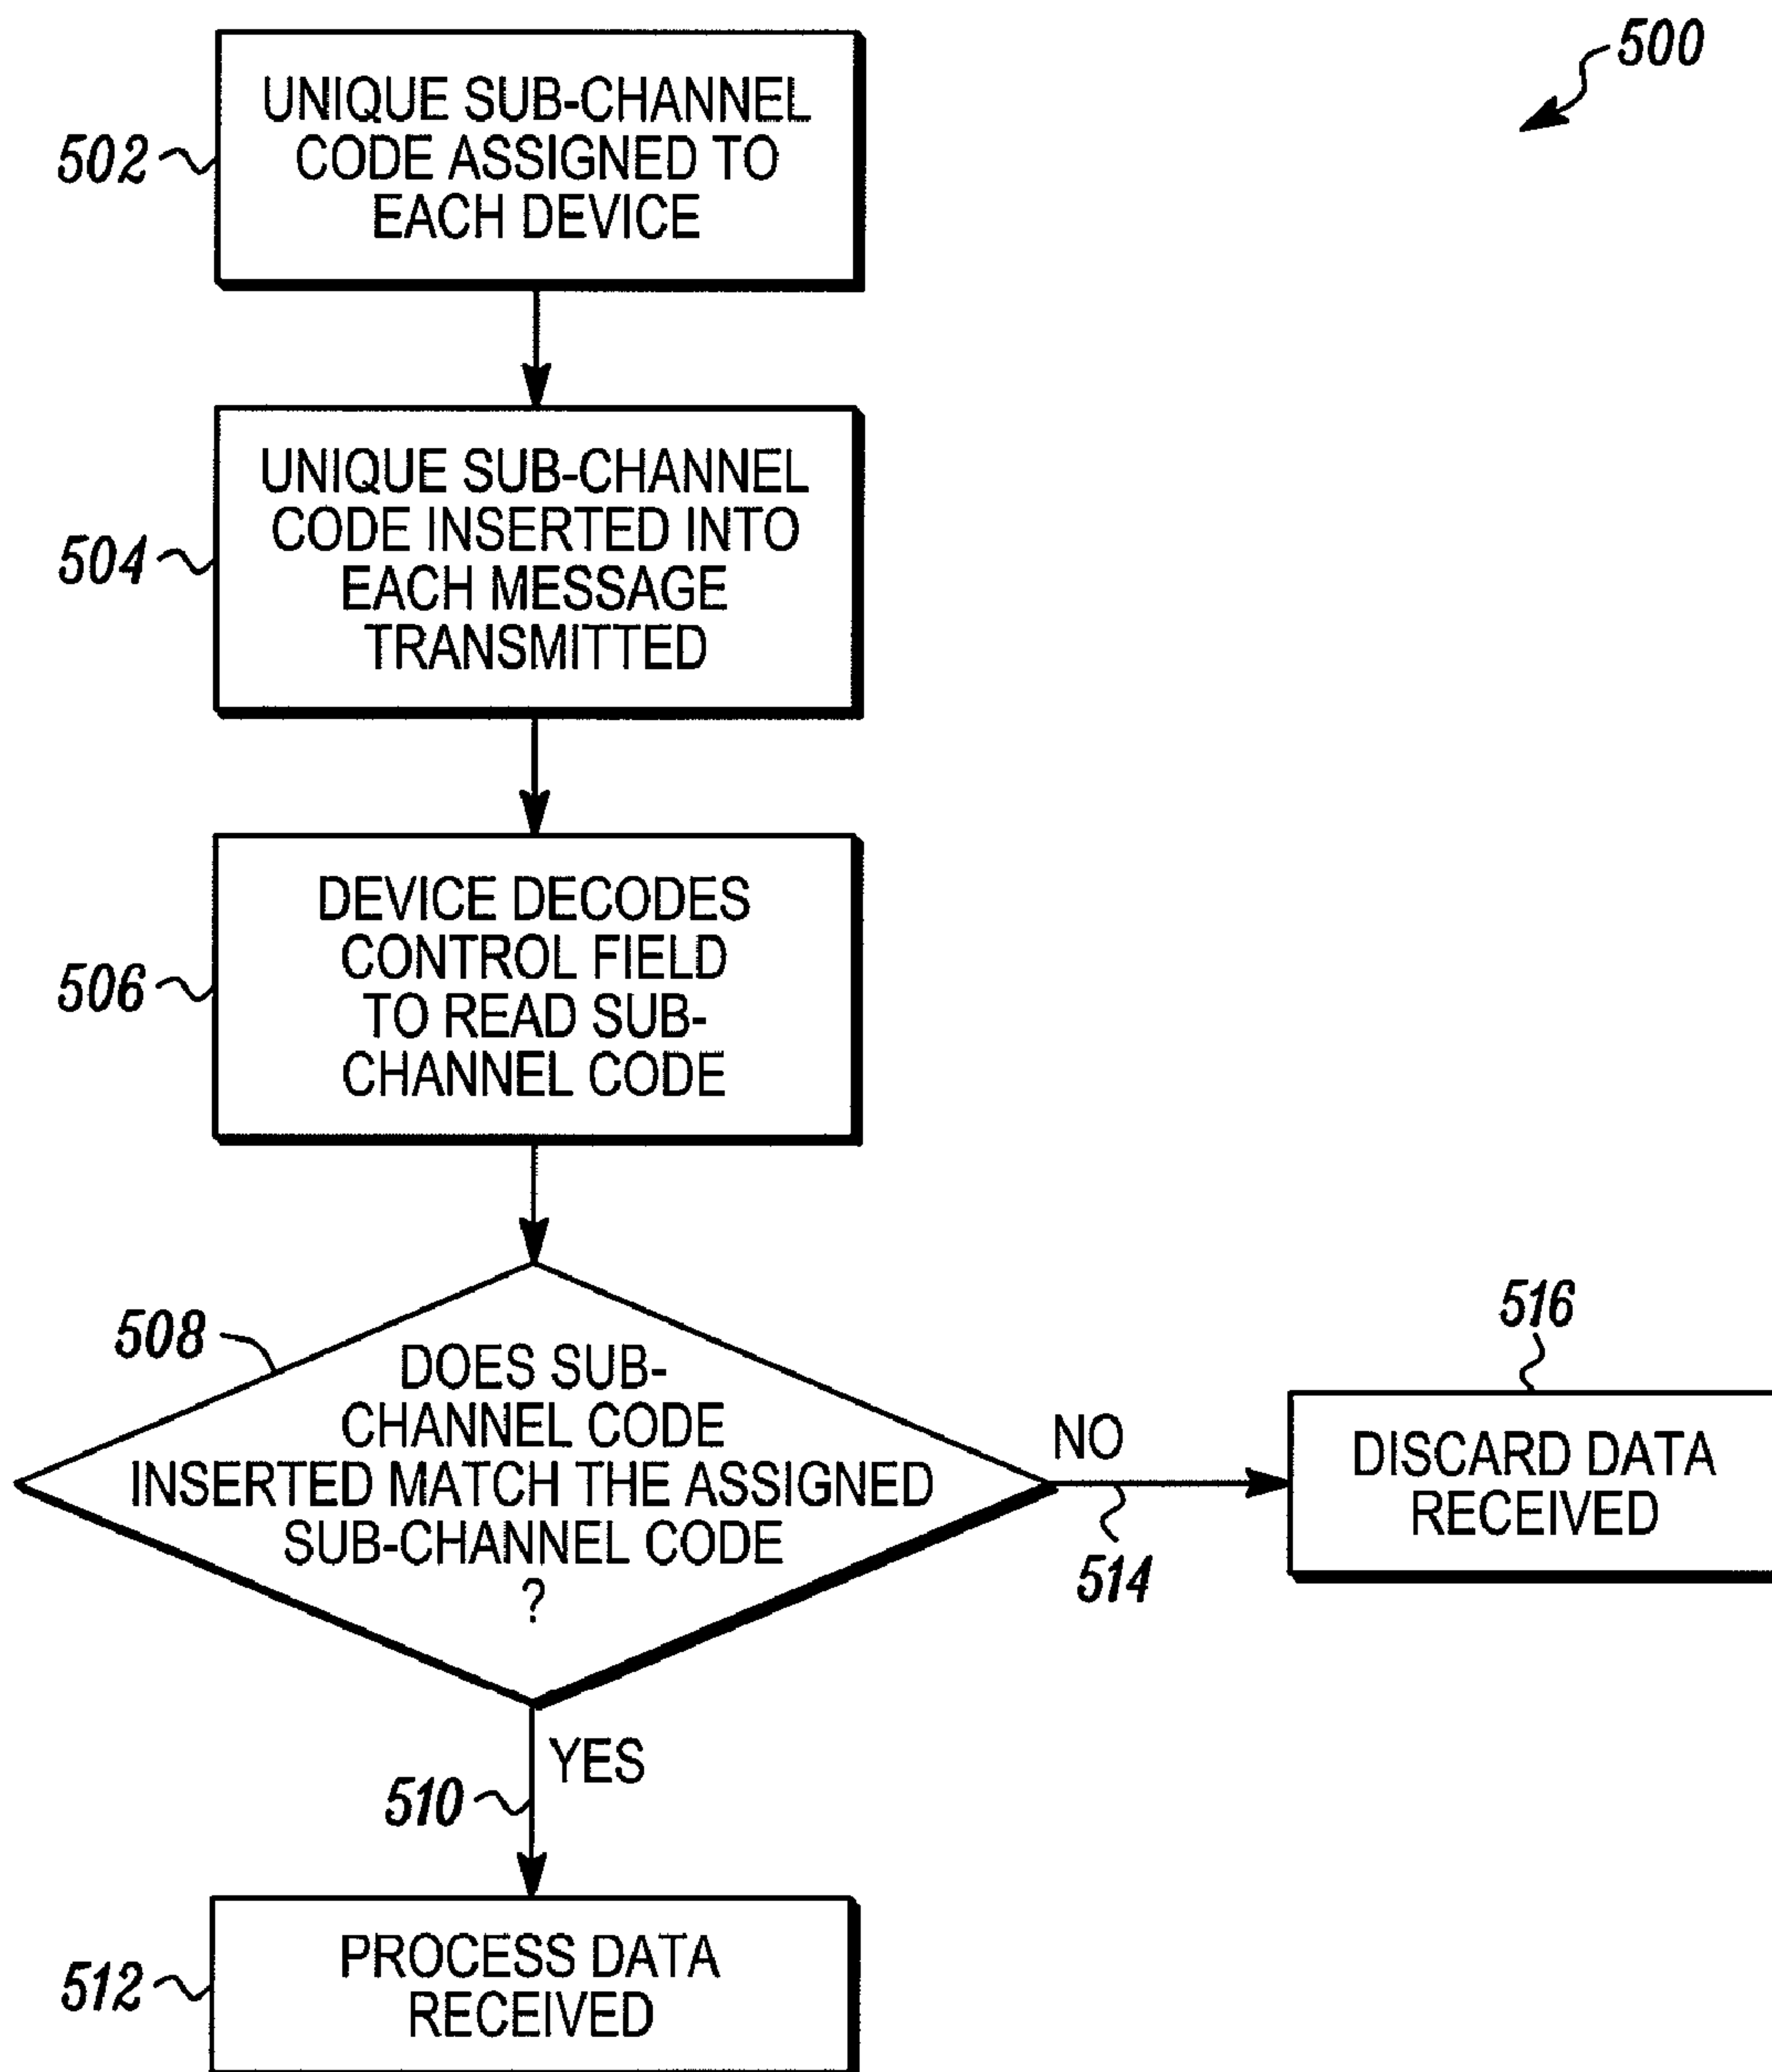 500
502
UNIQUE SUB-CHANNEL
CODE ASSIGNED TO
EACH DEVICE
504
UNIQUE SUB-CHANNEL
CODE INSERTED INTO
EACH MESSAGE
TRANSMITTED
506
DEVICE DECODES
CONTROL FIELD
TO READ SUB-
CHANNEL CODE
508
DOES SUB-
CHANNEL CODE
INSERTED MATCH THE ASSIGNED
SUB-CHANNEL CODE
?
NO
514
516
DISCARD DATA
RECEIVED
YES
510
512
PROCESS DATA
RECEIVED